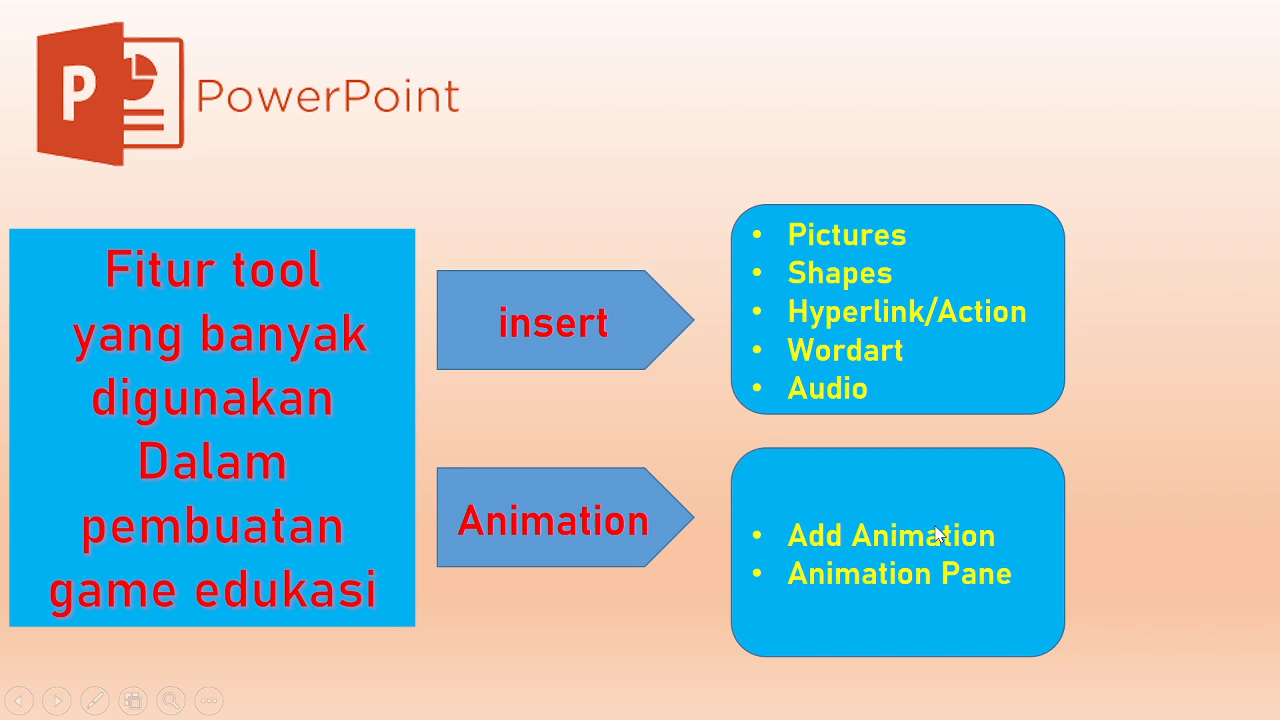 P PowerPoint
Fitur tool
yang banyak
digunakan
Dalam
pembuatan
game edukasi
insert
• Pictures
• Shapes
• Hyperlink/Action
• Wordart
• Audio
Animation
• Add Animation
• Animation Pane